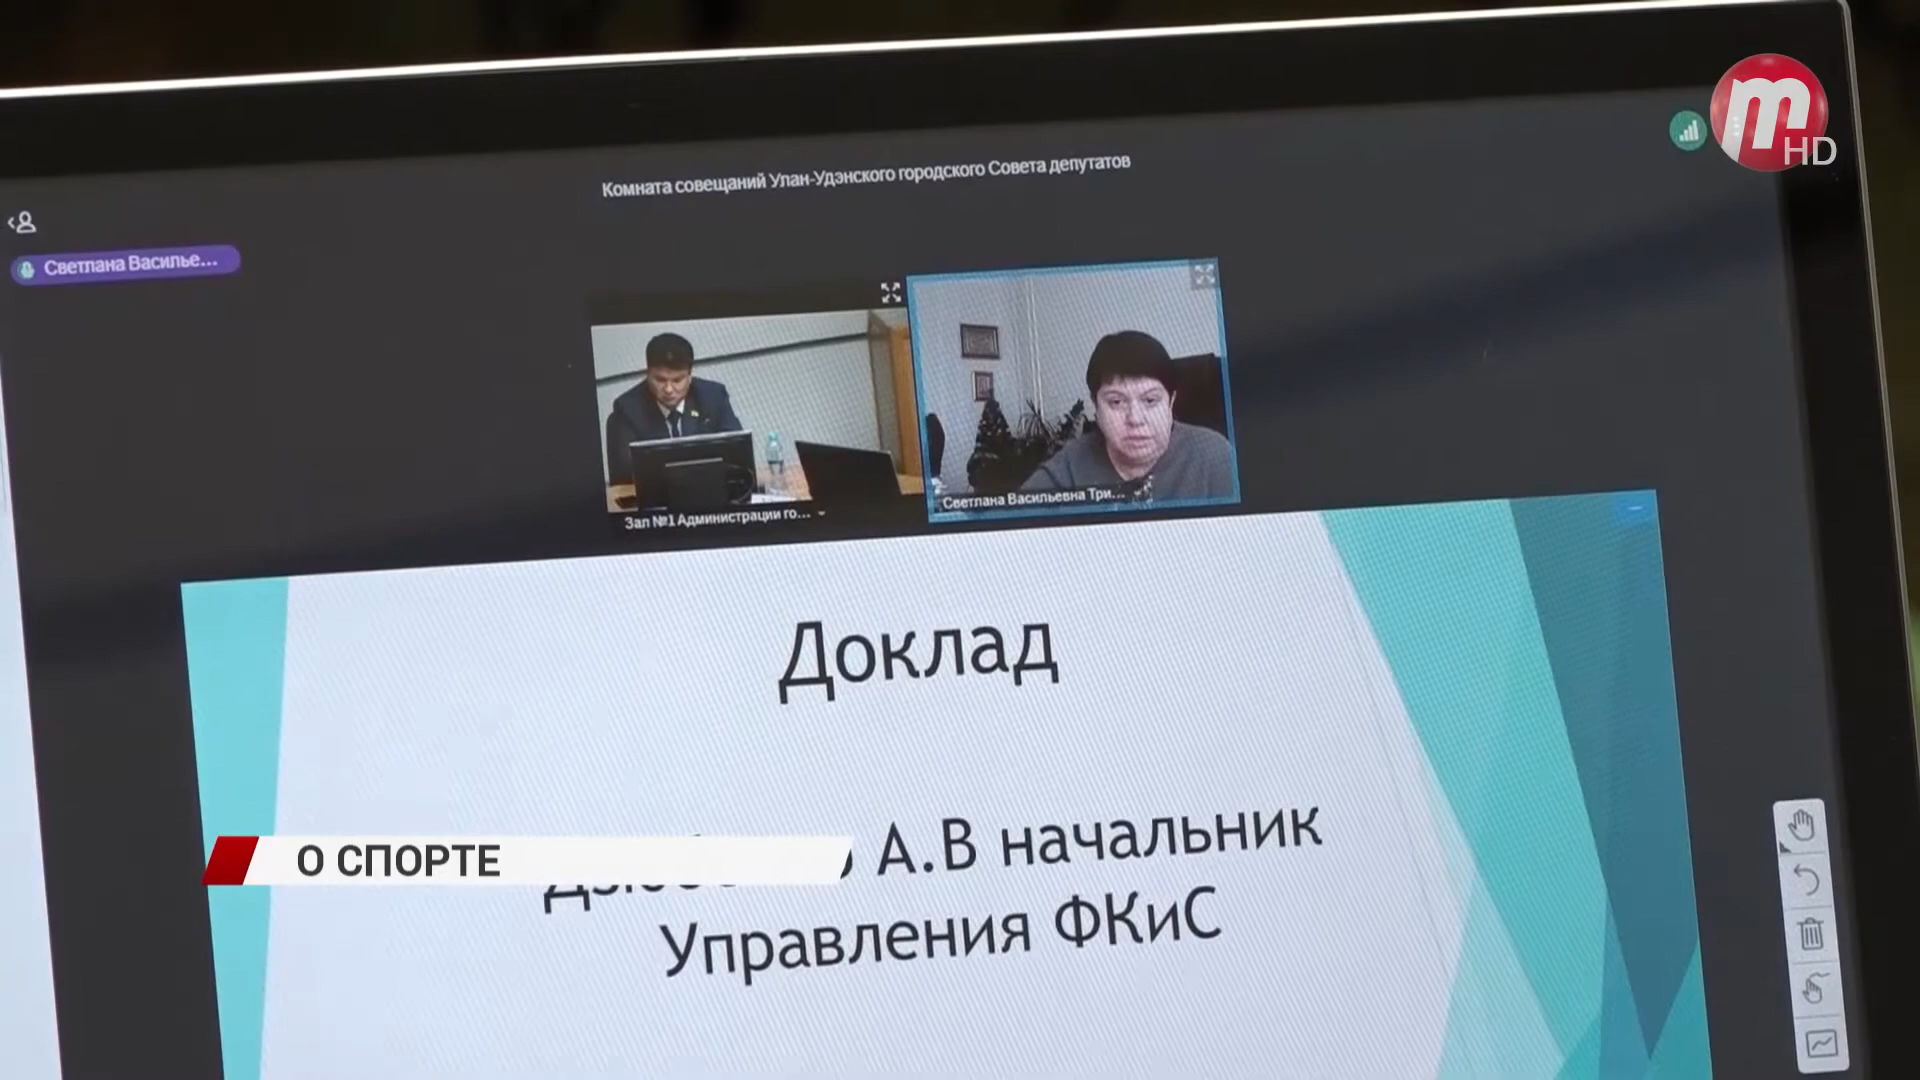 m HD
Комната совещаний Улан-Удэнского городского Совета депутатов
Светлана Василье...
Зал №1 Администрации го...
Светлана Васильевна Три...
Доклад
А.В начальник
Управления ФКиС
О СПОРТЕ